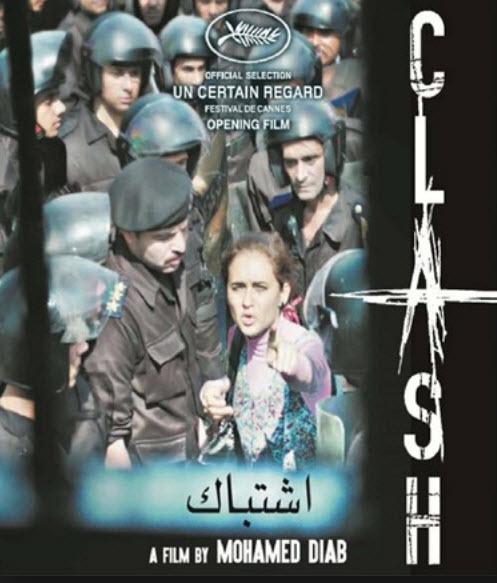 OFFICIAL SELECTION
UN CERTAIN REGARD
FESTIVAL DE CANNES
OPENING FILM
CLASH
اشتباك
A FILM BY MOHAMED DIAB